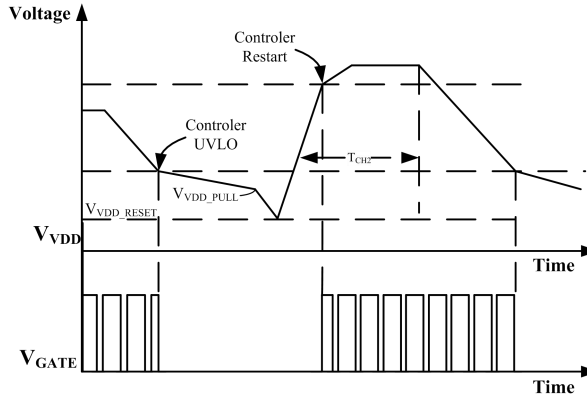 Voltage
Controler
Restart
Controler
UVLO
T_CH2
V_VDD_PULL
V_VDD_RESET
V_VDD
Time
V_GATE
Time